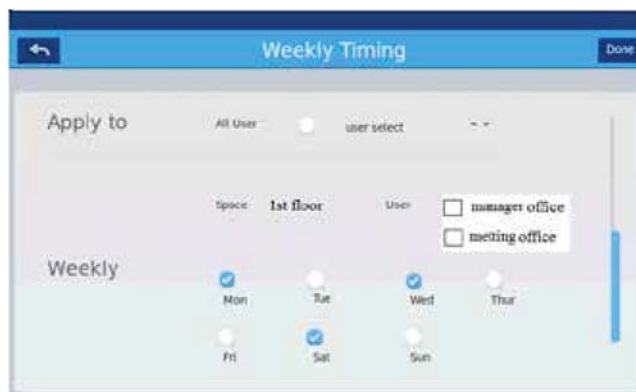 Weekly Timing
Done
Apply to
All User
user select
- -
Space
1st floor
User
manager office
metting office
Weekly
Mon
Tue
Wed
Thur
Fri
Sat
Sun